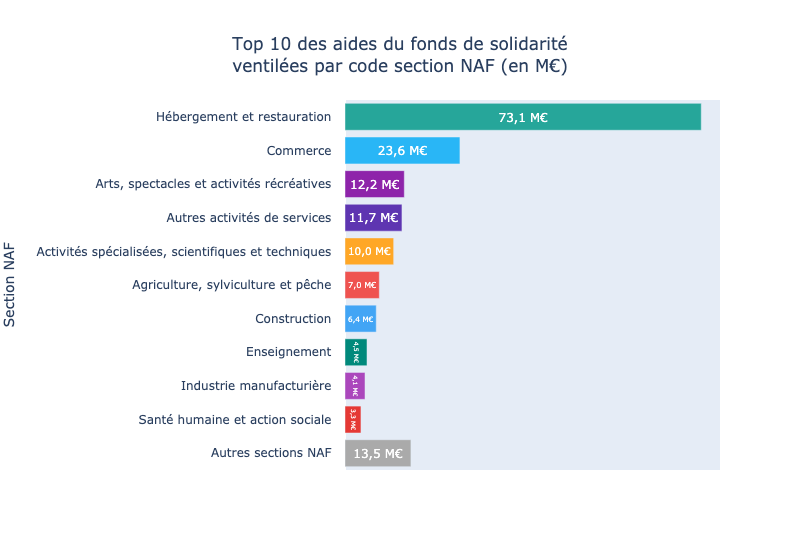 Top 10 des aides du fonds de solidarité
ventilées par code section NAF (en M€)
Section NAF
Hébergement et restauration 73,1 M€
Commerce 23,6 M€
Arts, spectacles et activités récréatives 12,2 M€
Autres activités de services 11,7 M€
Activités spécialisées, scientifiques et techniques 10,0 M€
Agriculture, sylviculture et pêche 7,0 M€
Construction 6,4 M€
Enseignement 4,5 M€
Industrie manufacturière 4,1 M€
Santé humaine et action sociale 3,3 M€
Autres sections NAF 13,5 M€